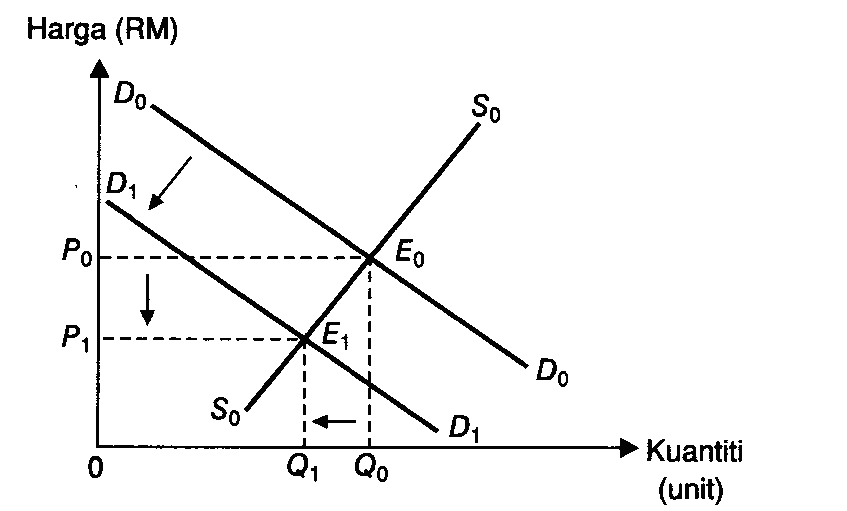 Harga (RM)
D₀
S₀
D₁
P₀
E₀
P₁
E₁
D₀
S₀
D₁
0
Q₁
Q₀
Kuantiti
(unit)